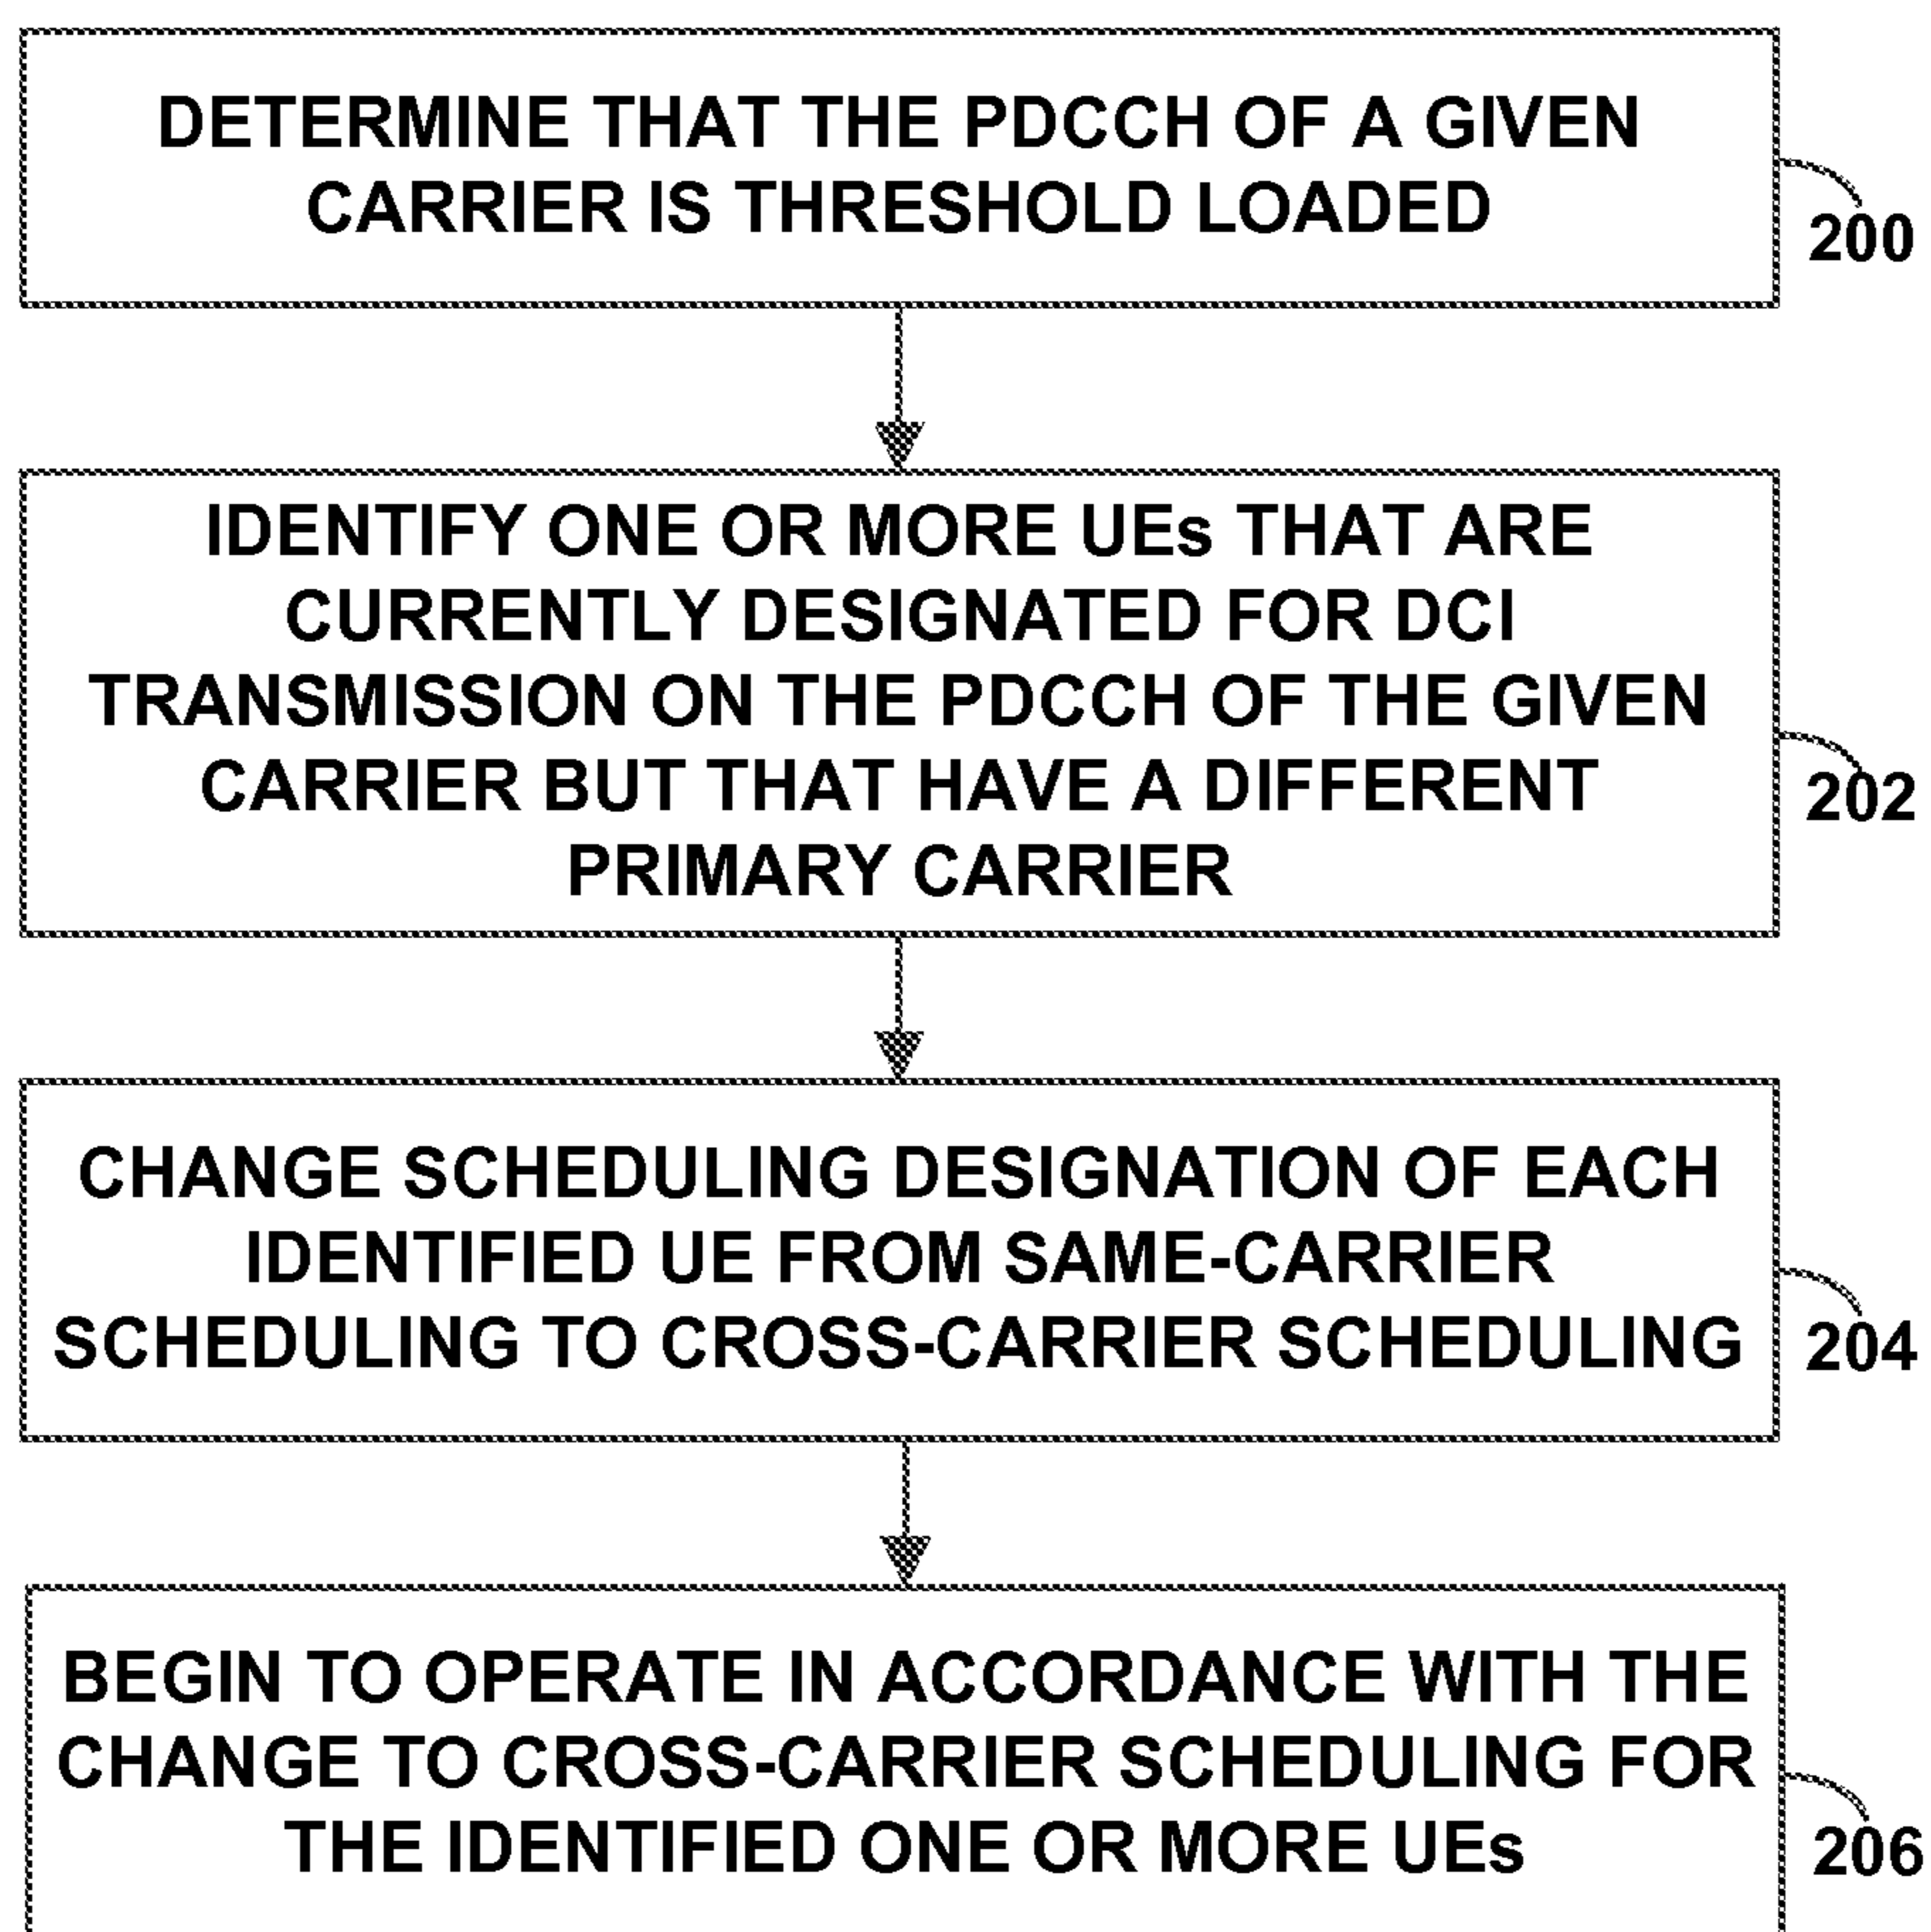 DETERMINE THAT THE PDCCH OF A GIVEN
CARRIER IS THRESHOLD LOADED
200
IDENTIFY ONE OR MORE UEs THAT ARE
CURRENTLY DESIGNATED FOR DCI
TRANSMISSION ON THE PDCCH OF THE GIVEN
CARRIER BUT THAT HAVE A DIFFERENT
PRIMARY CARRIER
202
CHANGE SCHEDULING DESIGNATION OF EACH
IDENTIFIED UE FROM SAME-CARRIER
SCHEDULING TO CROSS-CARRIER SCHEDULING
204
BEGIN TO OPERATE IN ACCORDANCE WITH THE
CHANGE TO CROSS-CARRIER SCHEDULING FOR
THE IDENTIFIED ONE OR MORE UEs
206